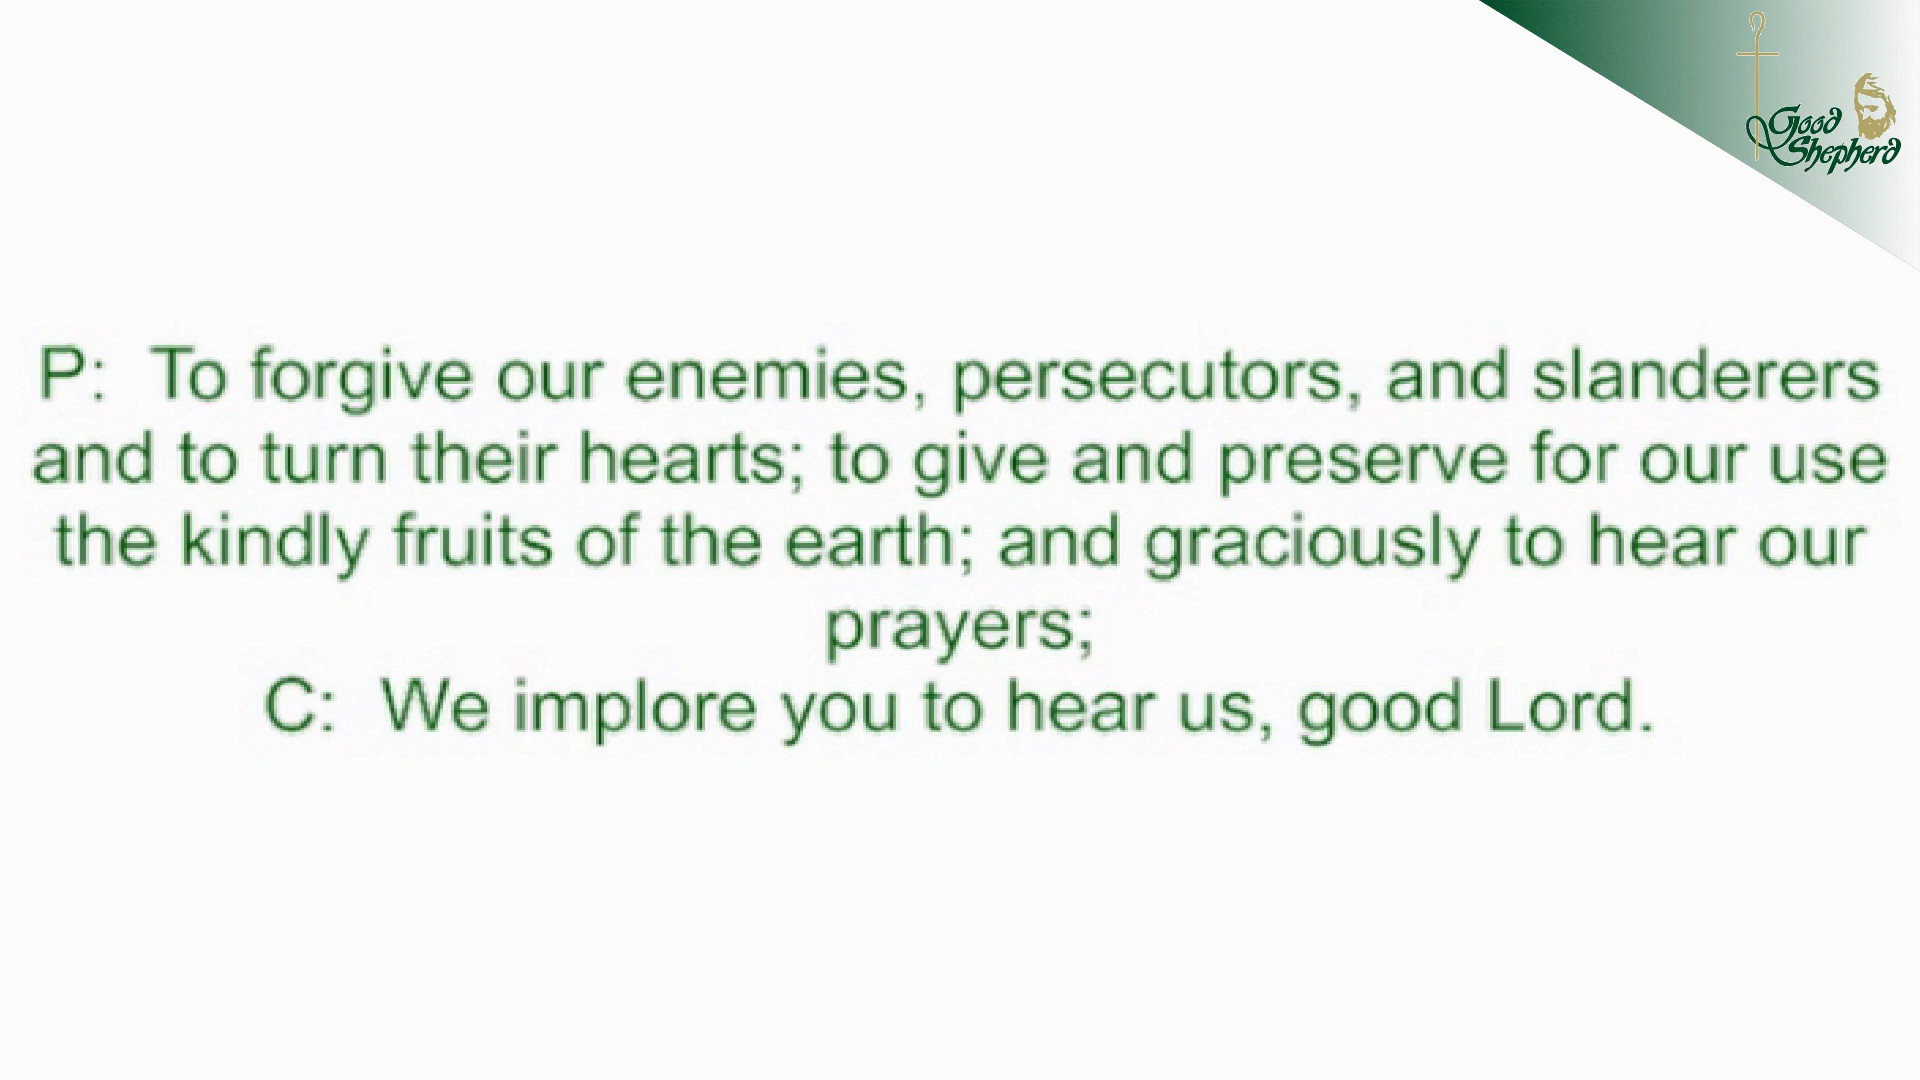 Good
Shepherd
P:  To forgive our enemies, persecutors, and slanderers
and to turn their hearts; to give and preserve for our use
the kindly fruits of the earth; and graciously to hear our
prayers;
C:  We implore you to hear us, good Lord.